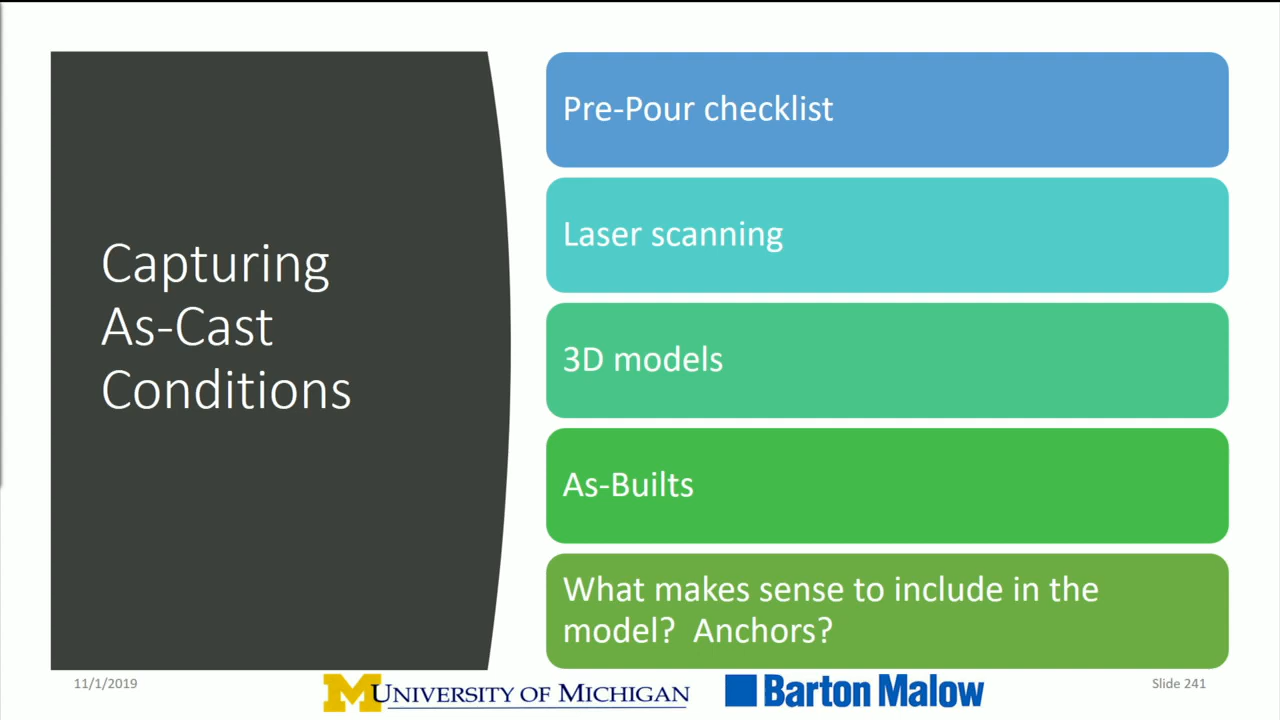 Capturing
As-Cast
Conditions
Pre-Pour checklist
Laser scanning
3D models
As-Builts
What makes sense to include in the
model?  Anchors?
11/1/2019
M UNIVERSITY OF MICHIGAN
Barton Malow
Slide 241